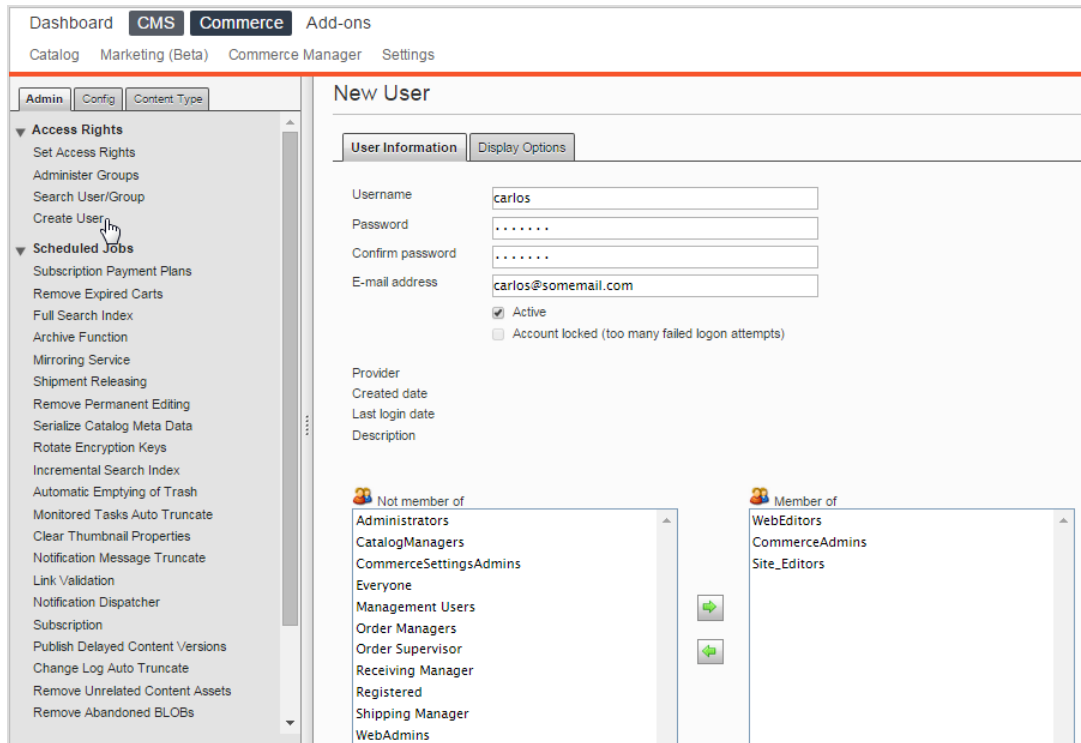 Dashboard CMS Commerce Add-ons
Catalog Marketing (Beta) Commerce Manager Settings
Admin Config Content Type
Access Rights
Set Access Rights
Administer Groups
Search User/Group
Create User
Scheduled Jobs
Subscription Payment Plans
Remove Expired Carts
Full Search Index
Archive Function
Mirroring Service
Shipment Releasing
Remove Permanent Editing
Serialize Catalog Meta Data
Rotate Encryption Keys
Incremental Search Index
Automatic Emptying of Trash
Monitored Tasks Auto Truncate
Clear Thumbnail Properties
Notification Message Truncate
Link Validation
Notification Dispatcher
Subscription
Publish Delayed Content Versions
Change Log Auto Truncate
Remove Unrelated Content Assets
Remove Abandoned BLOBs
New User
User Information Display Options
Username carlos
Password .......
Confirm password .......
E-mail address carlos@somemail.com
Active
Account locked (too many failed logon attempts)
Provider
Created date
Last login date
Description
Not member of
Administrators
CatalogManagers
CommerceSettingsAdmins
Everyone
Management Users
Order Managers
Order Supervisor
Receiving Manager
Registered
Shipping Manager
WebAdmins
Member of
WebEditors
CommerceAdmins
Site_Editors